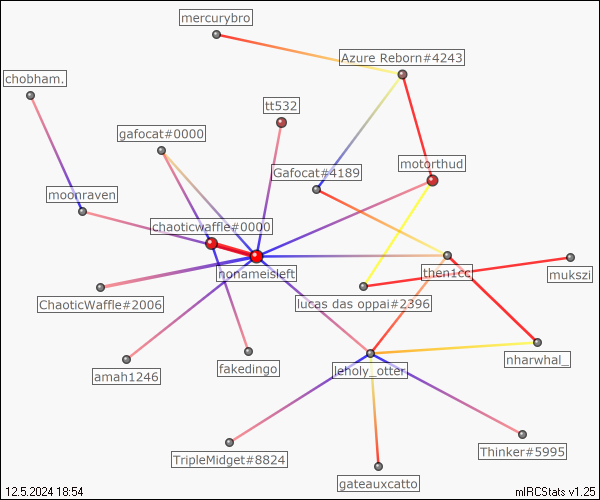 mercurybro
Azure Reborn#4243
chobham.
tt532
gafocat#0000
motorthud
Gafocat#4189
moonraven
chaoticwaffle#0000
nonameisleft
then1cc
mukszi
ChaoticWaffle#2006
lucas das oppai#2396
nharwhal_
fakedingo
leholy_otter
amah1246
TripleMidget#8824
Thinker#5995
gateauxcatto
12.5.2024 18:54
mIRCStats v1.25